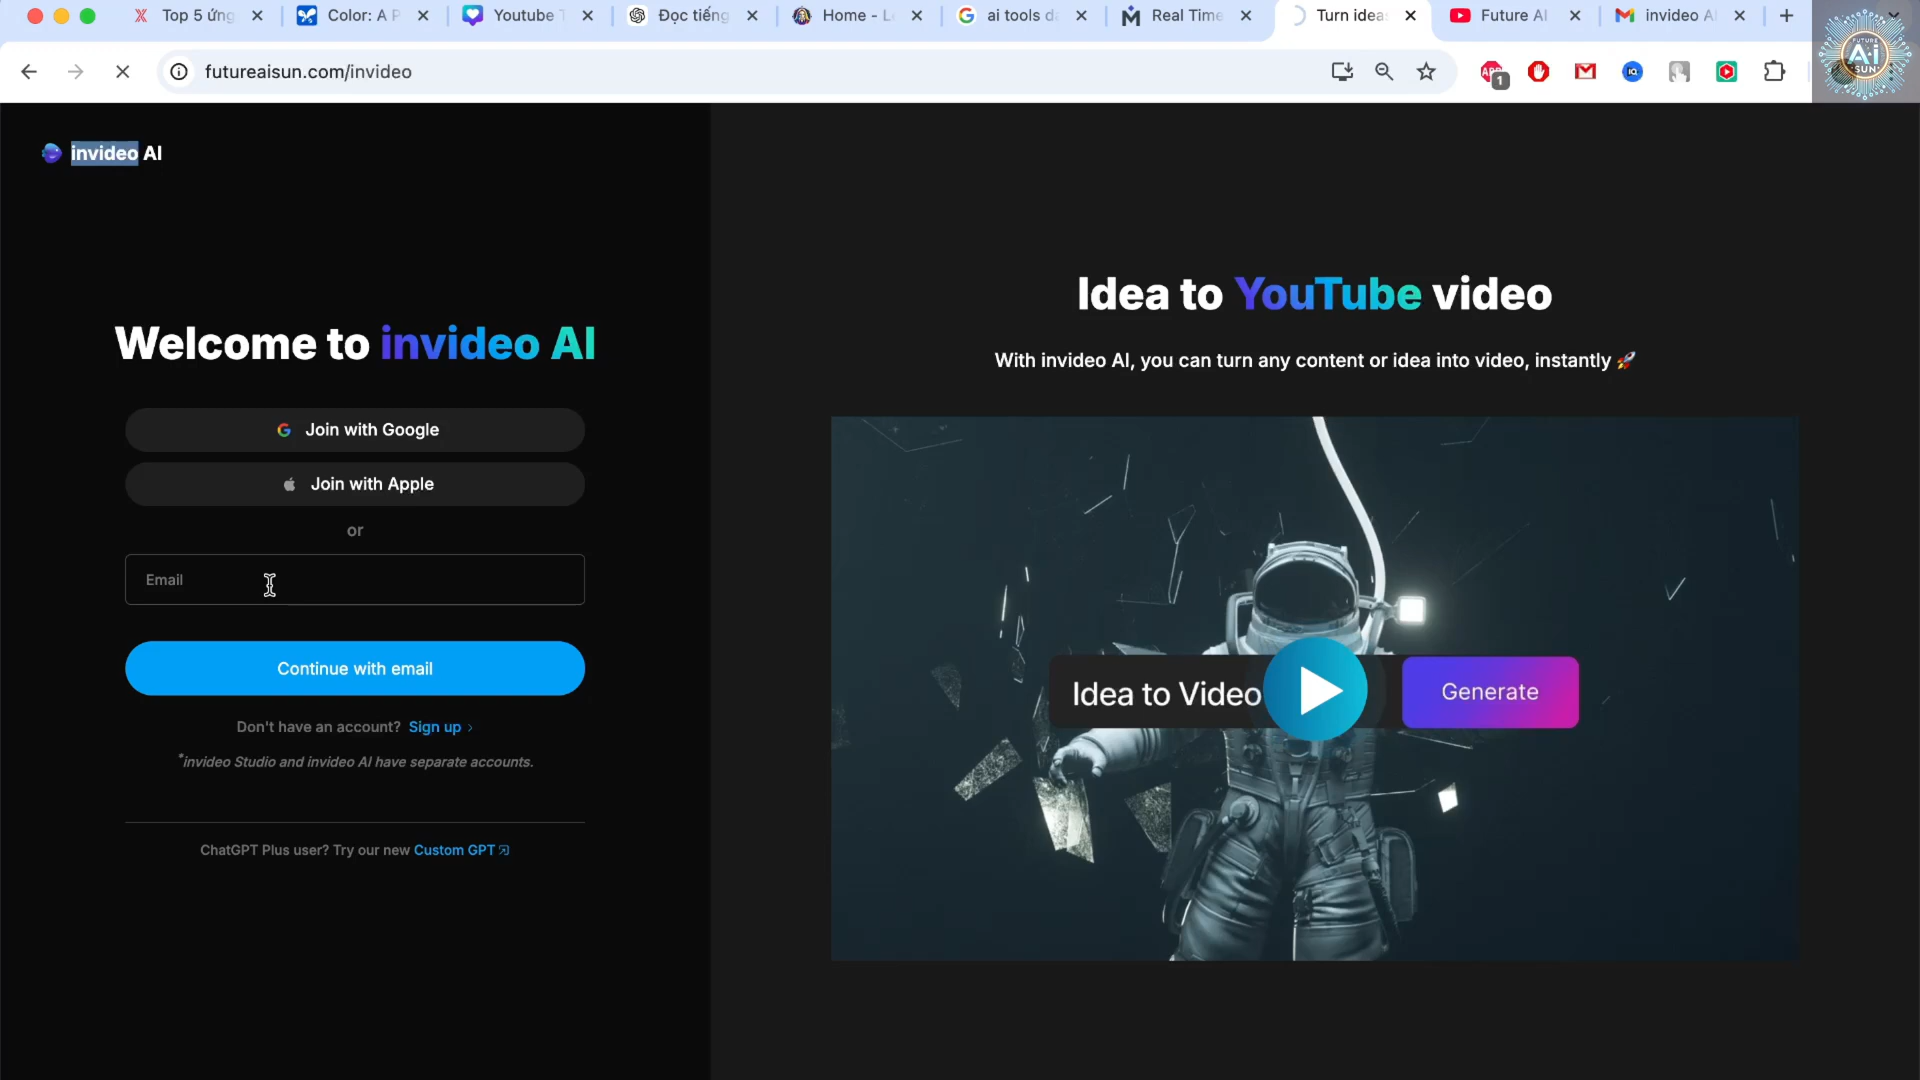 Top 5 ứng
Color: A P
Youtube T
Đọc tiếng
Home - L
ai tools d
Real Time
Turn idea
Future AI
invideo A
futureaisun.com/invideo
1
FUTURE
Ai
SUN
invideo AI
Welcome to invideo AI
Join with Google
Join with Apple
or
Email
Continue with email
Don't have an account? Sign up ›
*invideo Studio and invideo AI have separate accounts.
ChatGPT Plus user? Try our new Custom GPT
Idea to YouTube video
With invideo AI, you can turn any content or idea into video, instantly 🚀
Idea to Video
Generate